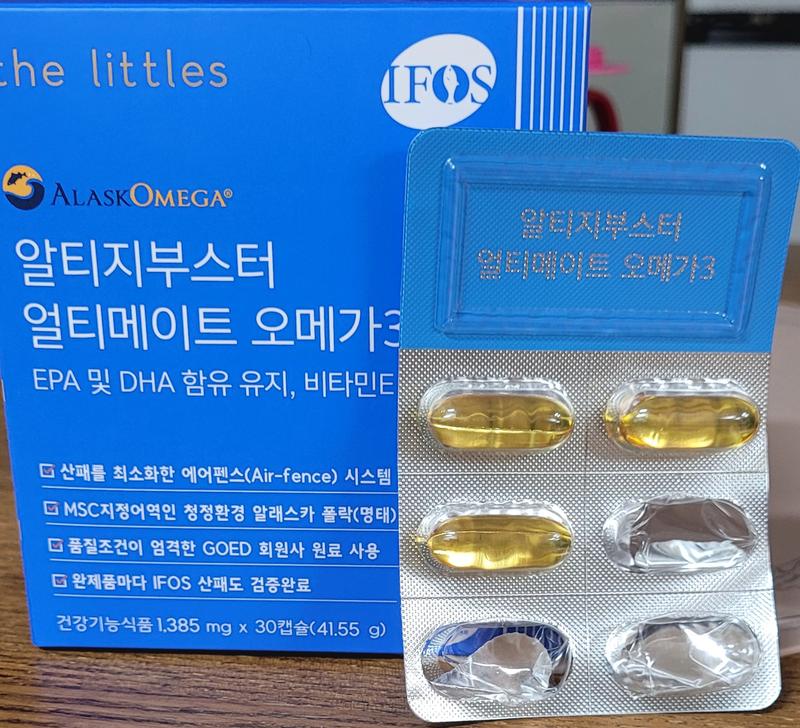 the littles
IFOS
ALASKOMEGA®
알티지부스터
얼티메이트 오메가3
EPA 및 DHA 함유 유지, 비타민E
산패를 최소화한 에어펜스(Air-fence) 시스템
MSC지정어역인 청정환경 알래스카 폴락(명태)
품질조건이 엄격한 GOED 회원사 원료 사용
완제품마다 IFOS 산패도 검증완료
건강기능식품 1,385 mg x 30캡슐(41.55 g)
알티지부스터
얼티메이트 오메가3